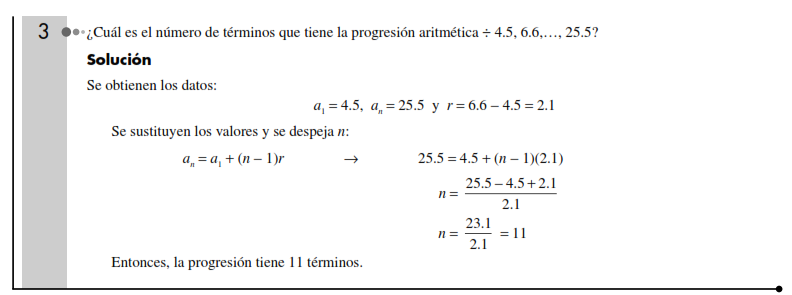 3 ¿Cuál es el número de términos que tiene la progresión aritmética ÷ 4.5, 6.6,…, 25.5?
Solución
Se obtienen los datos:
a₁ = 4.5, aₙ = 25.5 y r = 6.6 – 4.5 = 2.1
Se sustituyen los valores y se despeja n:
aₙ = a₁ + (n – 1)r → 25.5 = 4.5 + (n – 1)(2.1)
n = (25.5 – 4.5 + 2.1) / 2.1
n = 23.1 / 2.1 = 11
Entonces, la progresión tiene 11 términos.